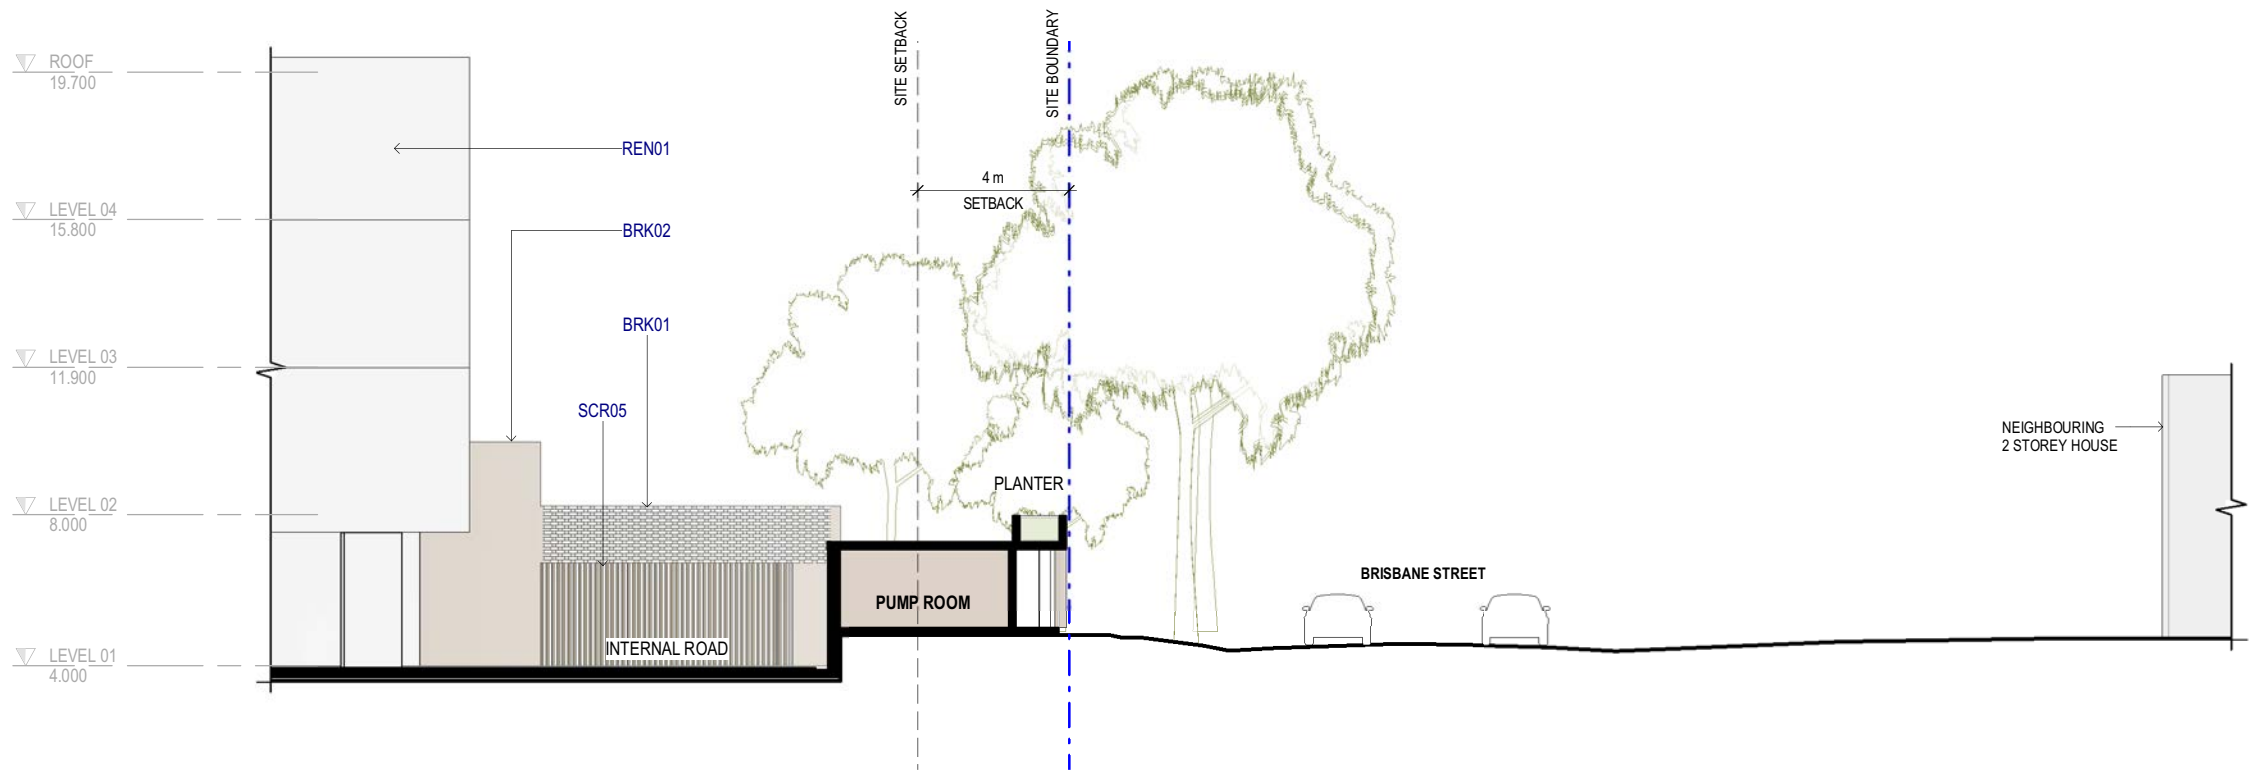 SITE SETBACK
SITE BOUNDARY
ROOF
19.700
REN01
4 m
SETBACK
LEVEL 04
15.800
BRK02
BRK01
LEVEL 03
11.900
SCR05
NEIGHBOURING
2 STOREY HOUSE
PLANTER
LEVEL 02
8.000
BRISBANE STREET
PUMP ROOM
INTERNAL ROAD
LEVEL 01
4.000